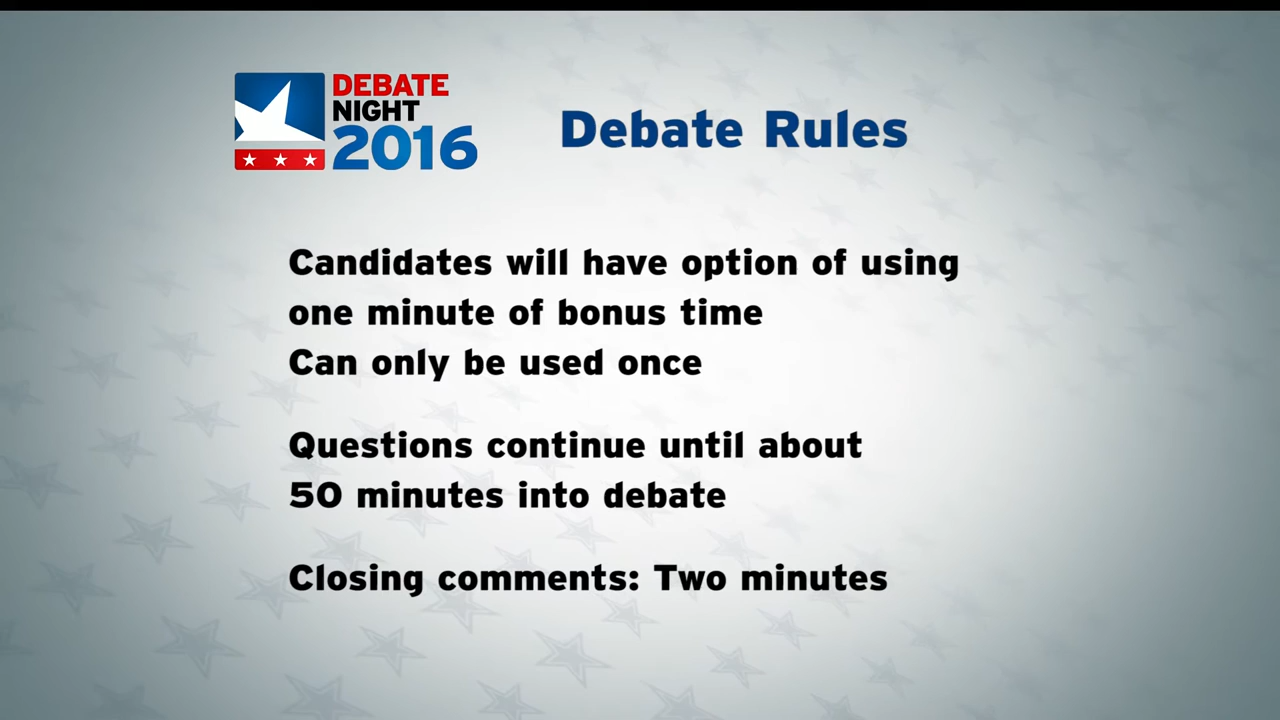 DEBATE
NIGHT
2016
Debate Rules
Candidates will have option of using
one minute of bonus time
Can only be used once
Questions continue until about
50 minutes into debate
Closing comments: Two minutes